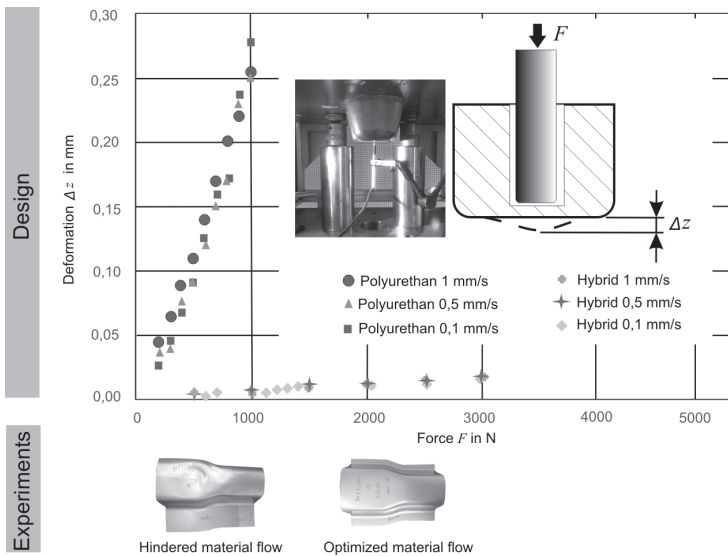 Design
Deformation Δz in mm
0,30
0,25
0,20
0,15
0,10
0,05
0,00
0
1000
2000
3000
4000
5000
Force F in N
F
Δz
Polyurethan 1 mm/s
Polyurethan 0,5 mm/s
Polyurethan 0,1 mm/s
Hybrid 1 mm/s
Hybrid 0,5 mm/s
Hybrid 0,1 mm/s
Experiments
Hindered material flow
Optimized material flow